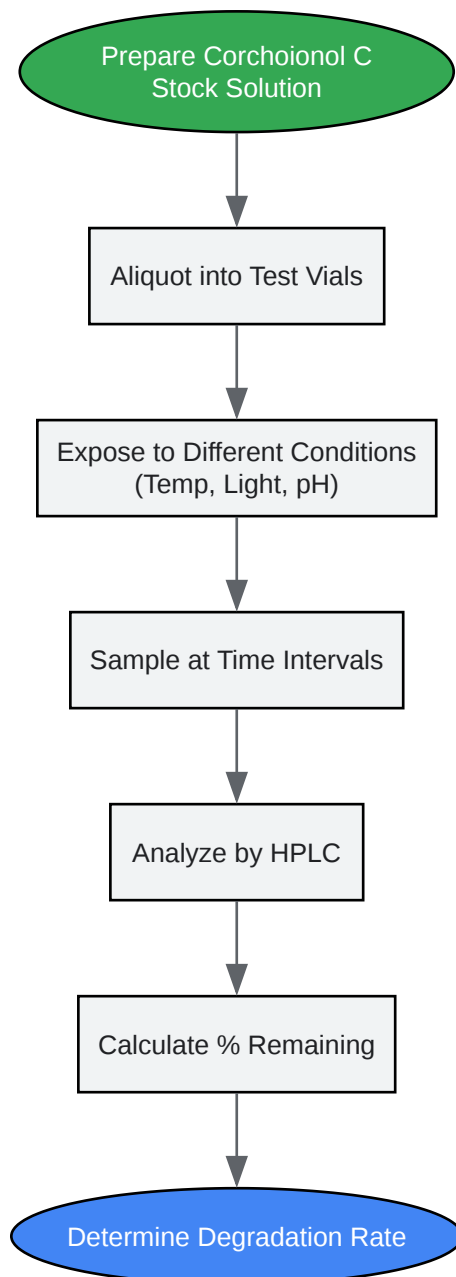 Prepare Corchoionol C
Stock Solution
Aliquot into Test Vials
Expose to Different Conditions
(Temp, Light, pH)
Sample at Time Intervals
Analyze by HPLC
Calculate % Remaining
Determine Degradation Rate